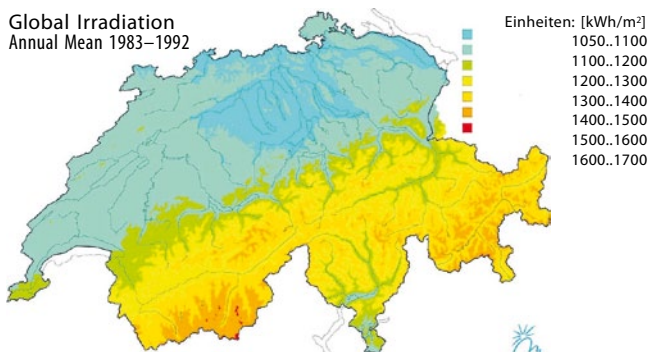 Global Irradiation
Annual Mean 1983–1992
Einheiten: [kWh/m²]
1050..1100
1100..1200
1200..1300
1300..1400
1400..1500
1500..1600
1600..1700